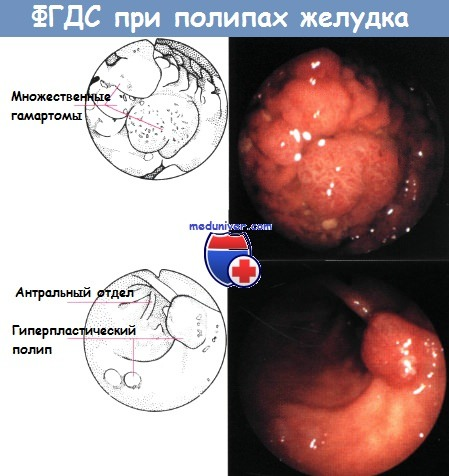 ФГДС при полипах желудка
Множественные
гамартомы
meduniver.com
Антральный отдел
Гиперпластический
полип